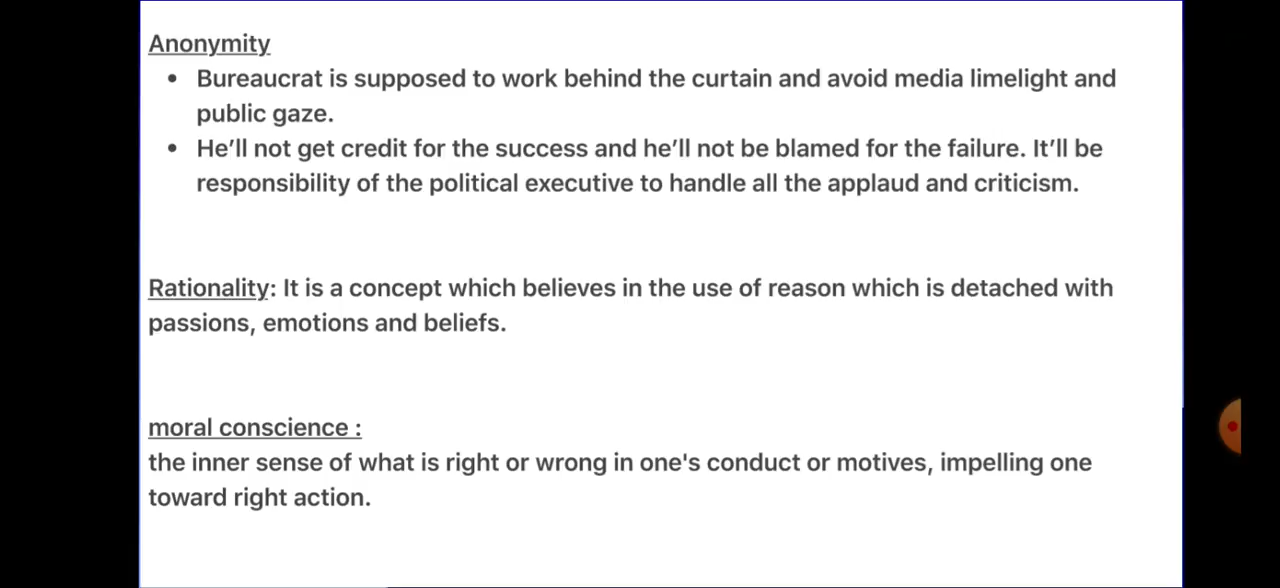 Anonymity
• Bureaucrat is supposed to work behind the curtain and avoid media limelight and
public gaze.
• He’ll not get credit for the success and he’ll not be blamed for the failure. It’ll be
responsibility of the political executive to handle all the applaud and criticism.
Rationality: It is a concept which believes in the use of reason which is detached with
passions, emotions and beliefs.
moral conscience :
the inner sense of what is right or wrong in one's conduct or motives, impelling one
toward right action.